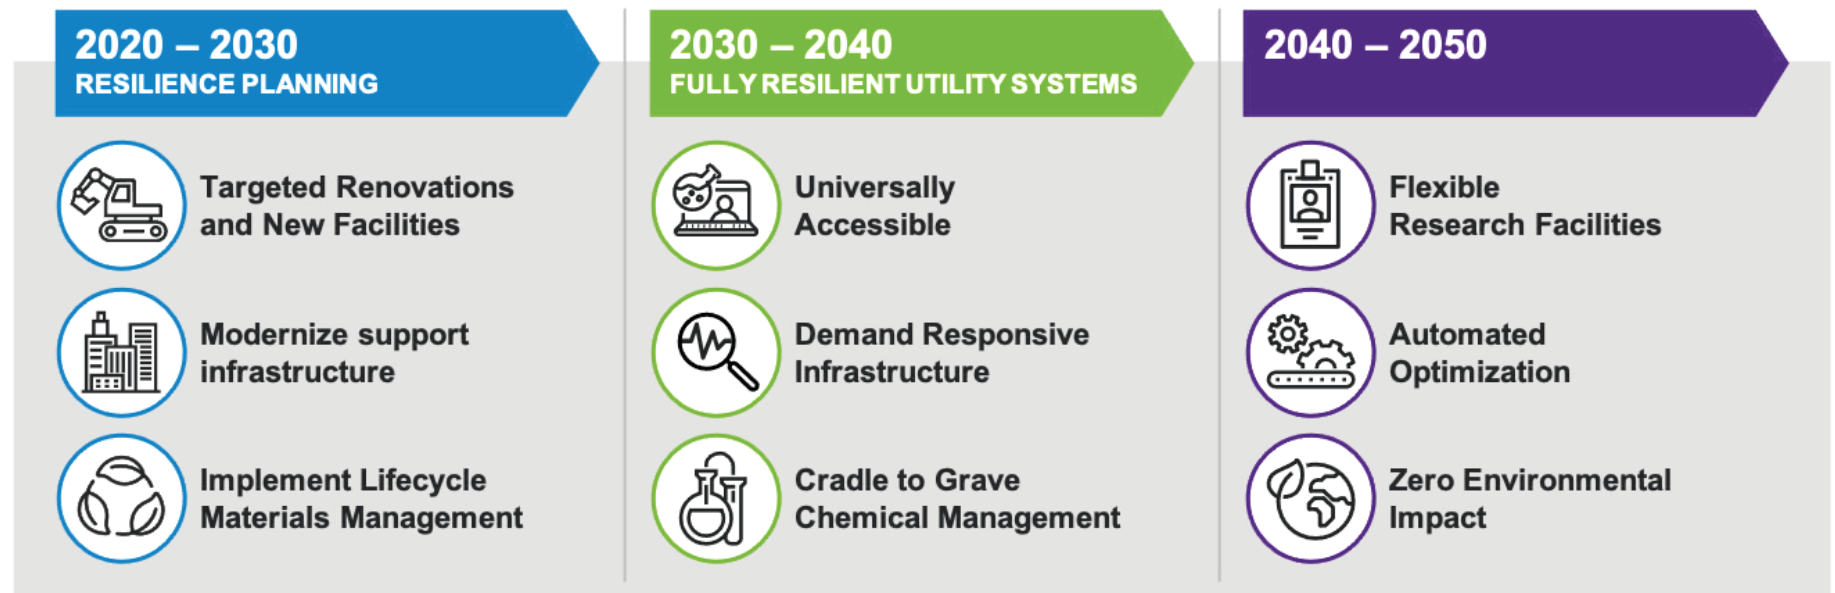 2020 – 2030
RESILIENCE PLANNING
Targeted Renovations
and New Facilities
Modernize support
infrastructure
Implement Lifecycle
Materials Management
2030 – 2040
FULLY RESILIENT UTILITY SYSTEMS
Universally
Accessible
Demand Responsive
Infrastructure
Cradle to Grave
Chemical Management
2040 – 2050
Flexible
Research Facilities
Automated
Optimization
Zero Environmental
Impact